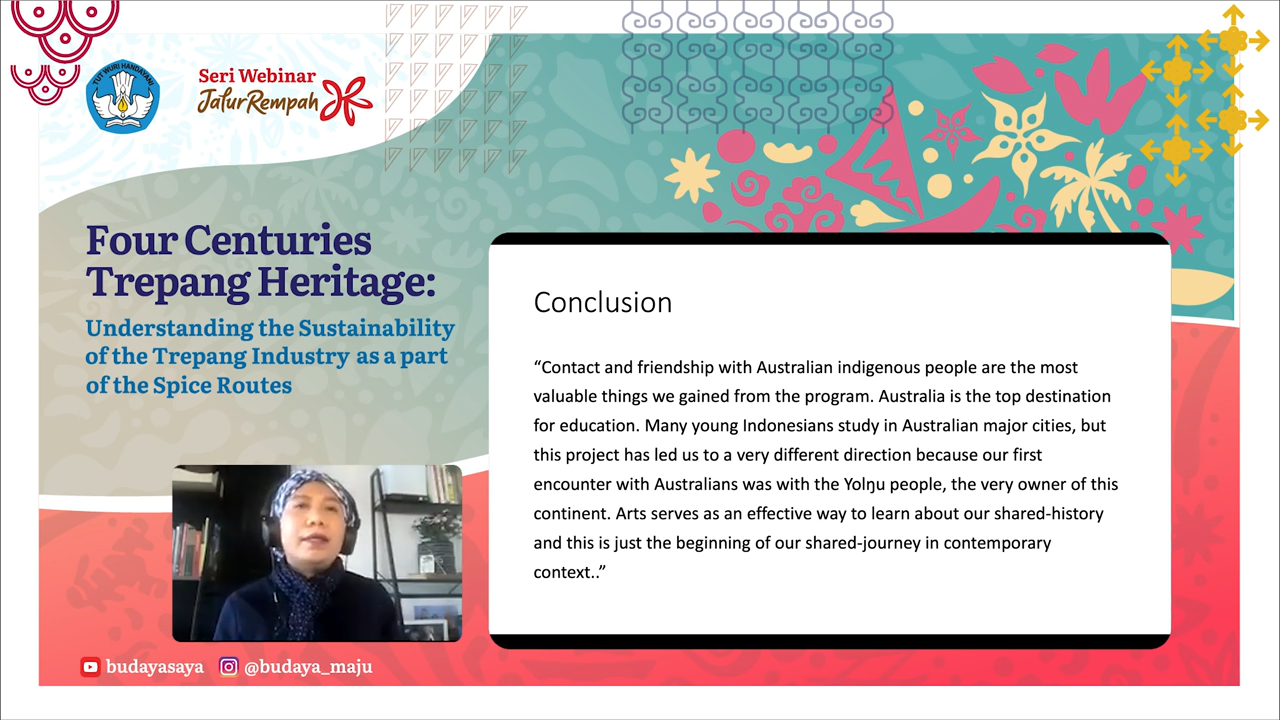 TUT WURI HANDAYANI
Seri Webinar
Jalur Rempah
Four Centuries
Trepang Heritage:
Understanding the Sustainability
of the Trepang Industry as a part
of the Spice Routes
Conclusion
“Contact and friendship with Australian indigenous people are the most
valuable things we gained from the program. Australia is the top destination
for education. Many young Indonesians study in Australian major cities, but
this project has led us to a very different direction because our first
encounter with Australians was with the Yolŋu people, the very owner of this
continent. Arts serves as an effective way to learn about our shared-history
and this is just the beginning of our shared-journey in contemporary
context..”
budayasaya @budaya_maju